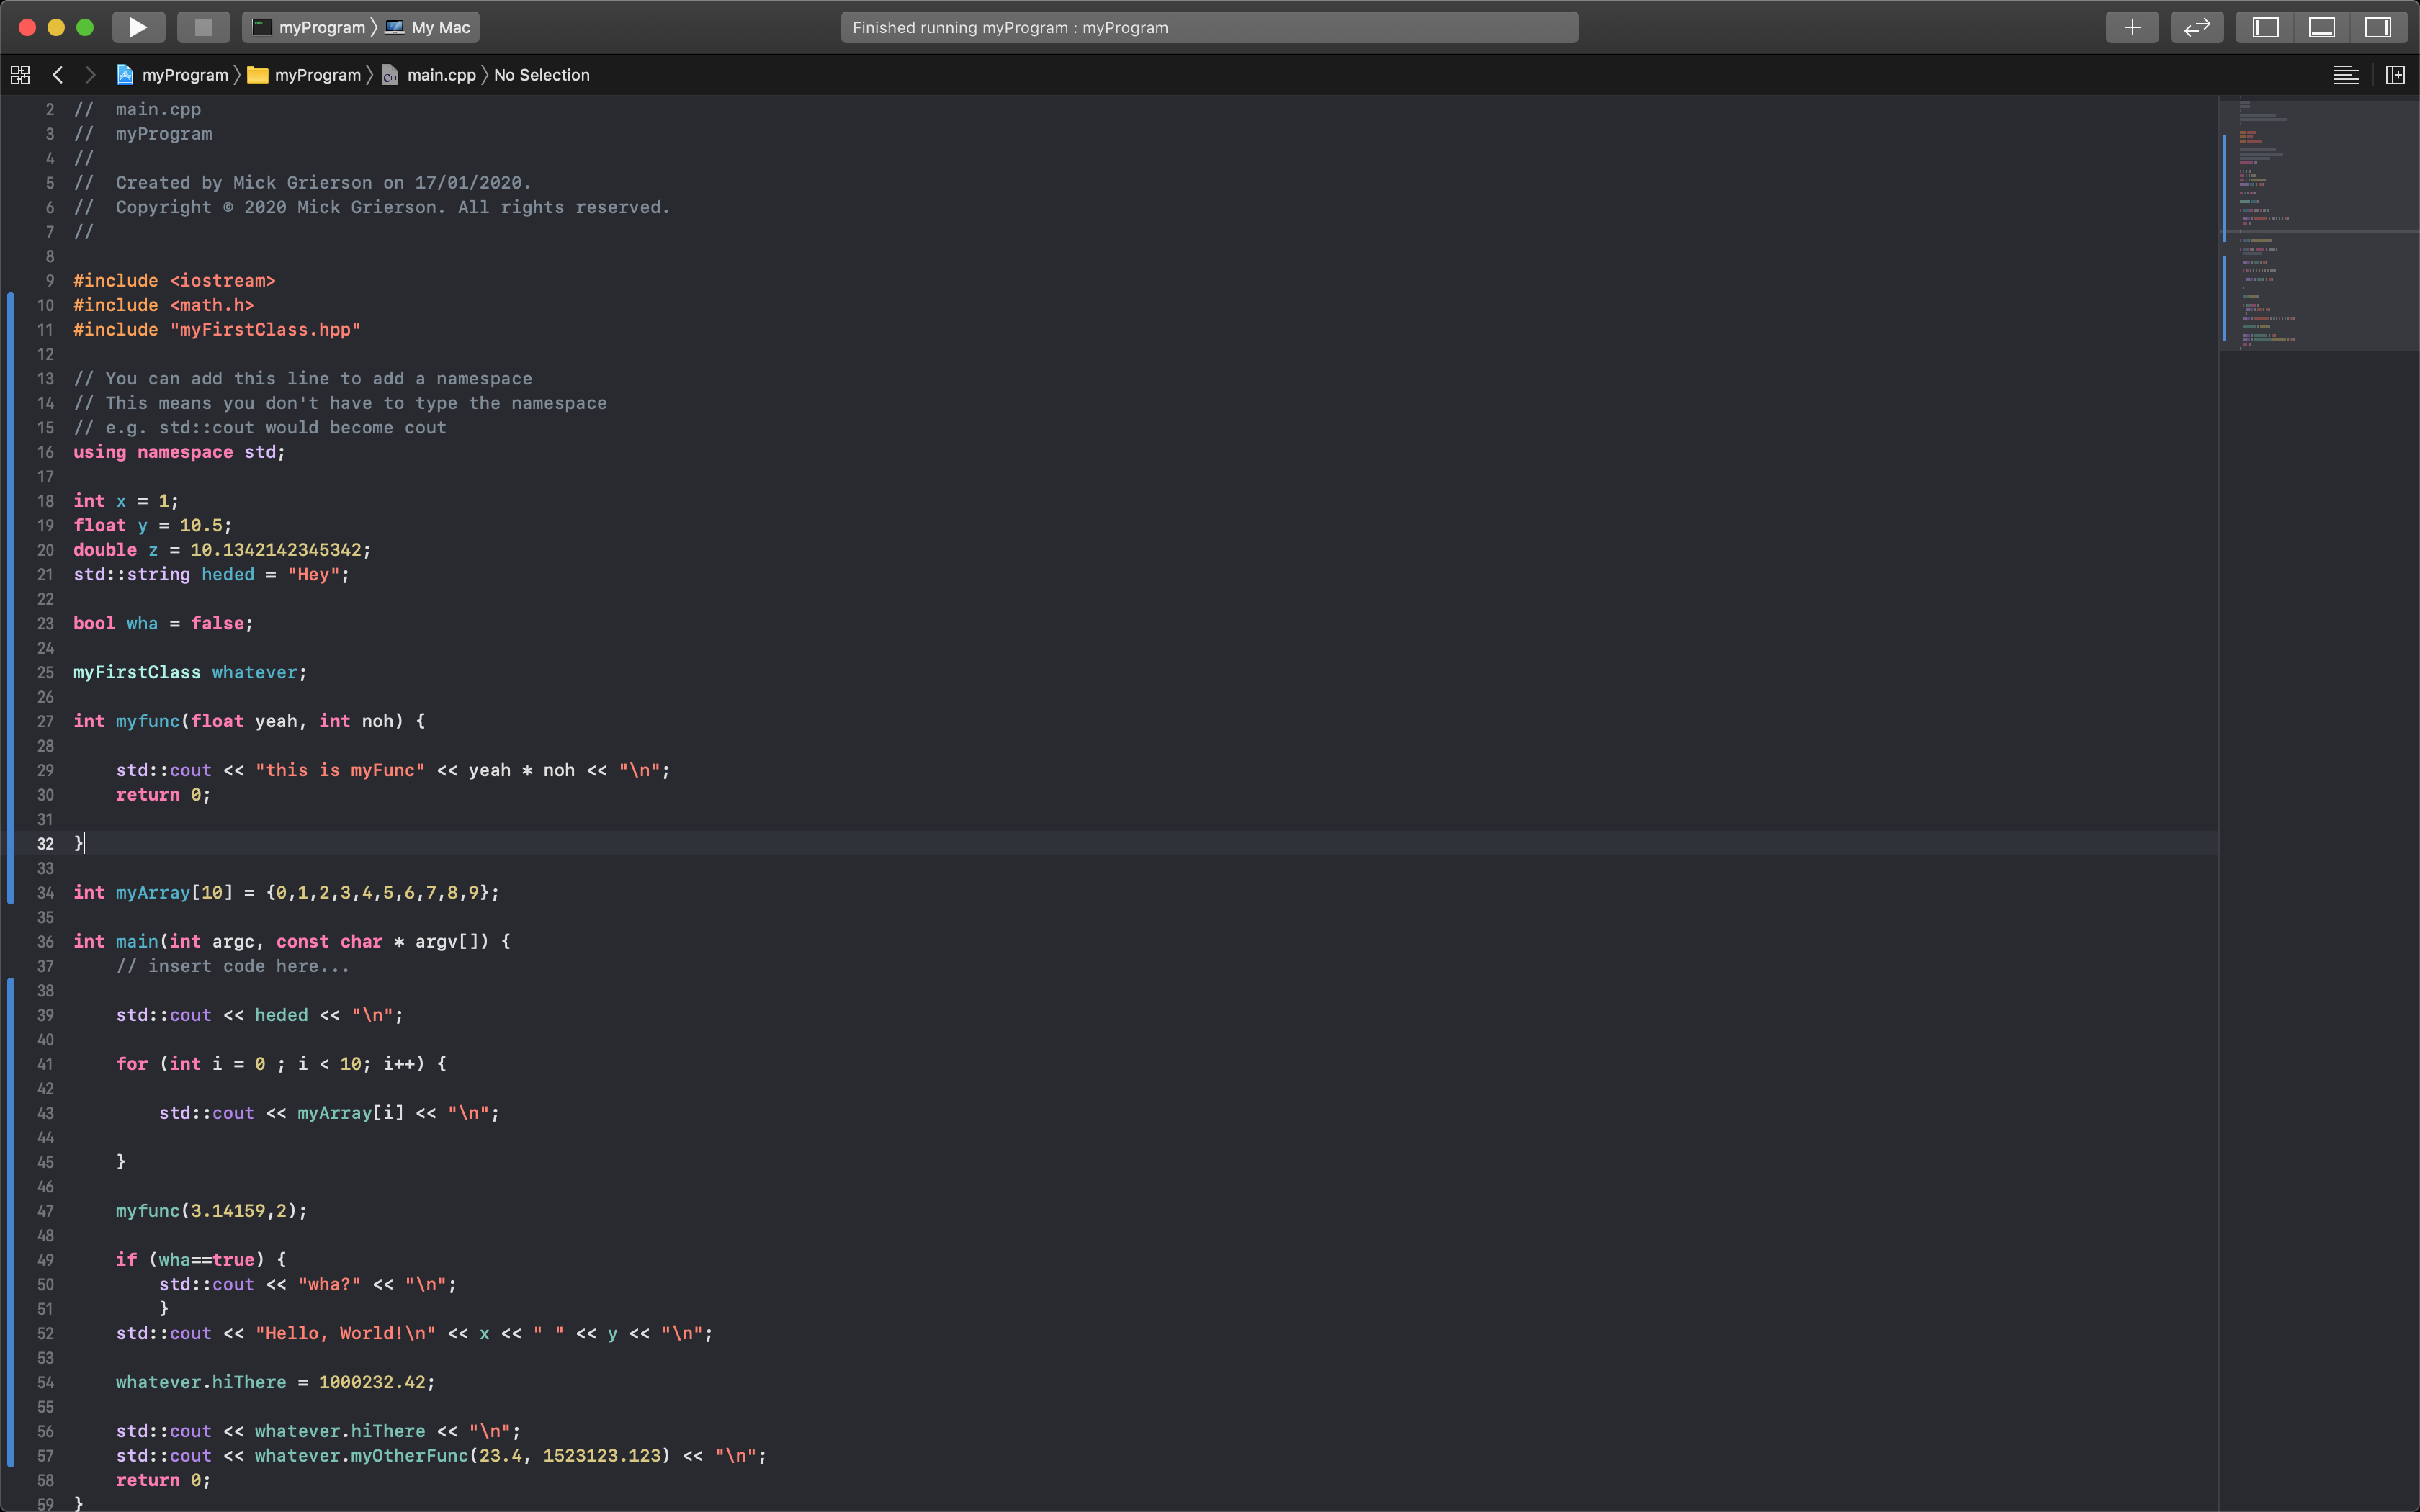 myProgram 〉 My Mac
Finished running myProgram : myProgram
myProgram 〉 myProgram 〉 main.cpp 〉 No Selection
2 //  main.cpp
3 //  myProgram
4 //
5 //  Created by Mick Grierson on 17/01/2020.
6 //  Copyright © 2020 Mick Grierson. All rights reserved.
7 //
8
9 #include <iostream>
10 #include <math.h>
11 #include "myFirstClass.hpp"
12
13 // You can add this line to add a namespace
14 // This means you don't have to type the namespace
15 // e.g. std::cout would become cout
16 using namespace std;
17
18 int x = 1;
19 float y = 10.5;
20 double z = 10.1342142345342;
21 std::string heded = "Hey";
22
23 bool wha = false;
24
25 myFirstClass whatever;
26
27 int myfunc(float yeah, int noh) {
28
29     std::cout << "this is myFunc" << yeah * noh << "\n";
30     return 0;
31
32 }
33
34 int myArray[10] = {0,1,2,3,4,5,6,7,8,9};
35
36 int main(int argc, const char * argv[]) {
37     // insert code here...
38
39     std::cout << heded << "\n";
40
41     for (int i = 0 ; i < 10; i++) {
42
43         std::cout << myArray[i] << "\n";
44
45     }
46
47     myfunc(3.14159,2);
48
49     if (wha==true) {
50         std::cout << "wha?" << "\n";
51         }
52     std::cout << "Hello, World!\n" << x << " " << y << "\n";
53
54     whatever.hiThere = 1000232.42;
55
56     std::cout << whatever.hiThere << "\n";
57     std::cout << whatever.myOtherFunc(23.4, 1523123.123) << "\n";
58     return 0;
59 }